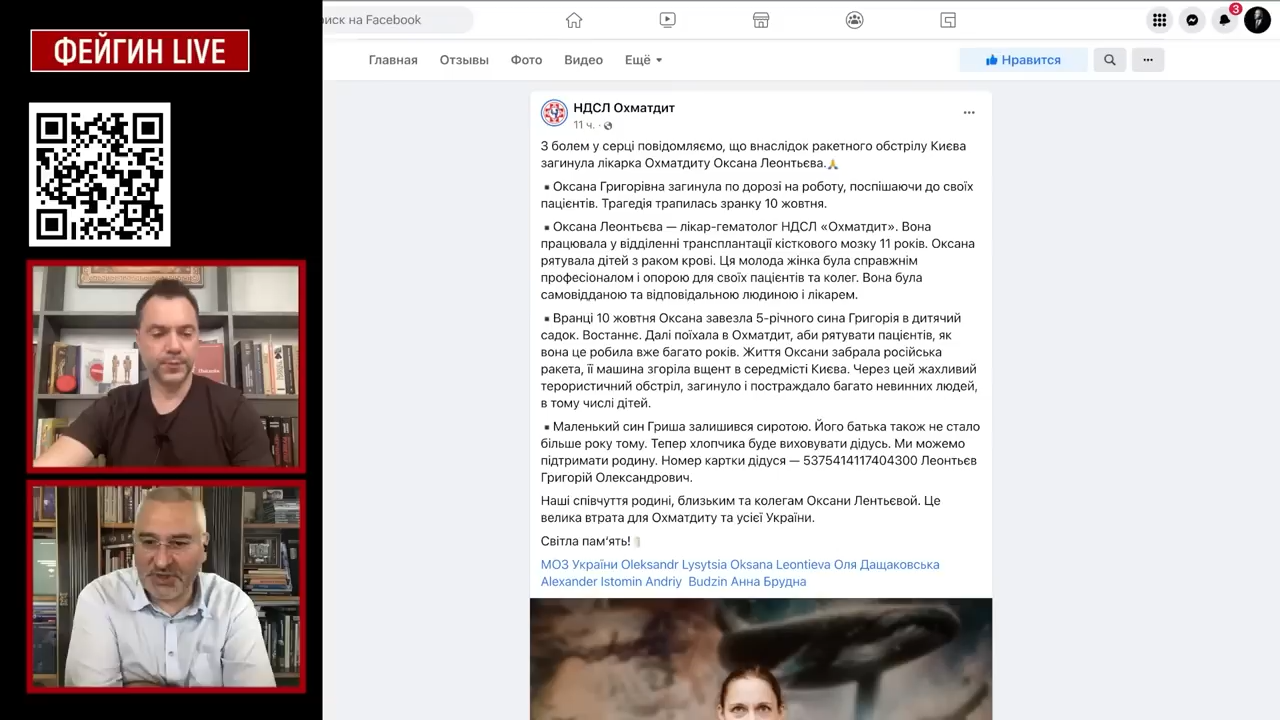 ФЕЙГИН LIVE
иск на Facebook
3
Главная
Отзывы
Фото
Видео
Ещё
Нравится
НДСЛ Охматдит
11 ч. ·
З болем у серці повідомляємо, що внаслідок ракетного обстрілу Києва
загинула лікарка Охматдиту Оксана Леонтьєва.🙏
▪️Оксана Григорівна загинула по дорозі на роботу, поспішаючи до своїх
пацієнтів. Трагедія трапилась зранку 10 жовтня.
▪️Оксана Леонтьєва — лікар-гематолог НДСЛ «Охматдит». Вона
працювала у відділенні трансплантації кісткового мозку 11 років. Оксана
рятувала дітей з раком крові. Ця молода жінка була справжнім
професіоналом і опорою для своїх пацієнтів та колег. Вона була
самовідданою та відповідальною людиною і лікарем.
▪️Вранці 10 жовтня Оксана завезла 5-річного сина Григорія в дитячий
садок. Востаннє. Далі поїхала в Охматдит, аби рятувати пацієнтів, як
вона це робила вже багато років. Життя Оксани забрала російська
ракета, її машина згоріла вщент в середмісті Києва. Через цей жахливий
терористичний обстріл, загинуло і постраждало багато невинних людей,
в тому числі дітей.
▪️Маленький син Гриша залишився сиротою. Його батька також не стало
більше року тому. Тепер хлопчика буде виховувати дідусь. Ми можемо
підтримати родину. Номер картки дідуся — 5375414117404300 Леонтьєв
Григорій Олександрович.
Наші співчуття родині, близьким та колегам Оксани Лентьєвой. Це
велика втрата для Охматдиту та усієї України.
Світла пам’ять!🕯
МОЗ України Oleksandr Lysytsia Oksana Leontieva Оля Дащаковська
Alexander Istomin Andriy Budzin Анна Брудна